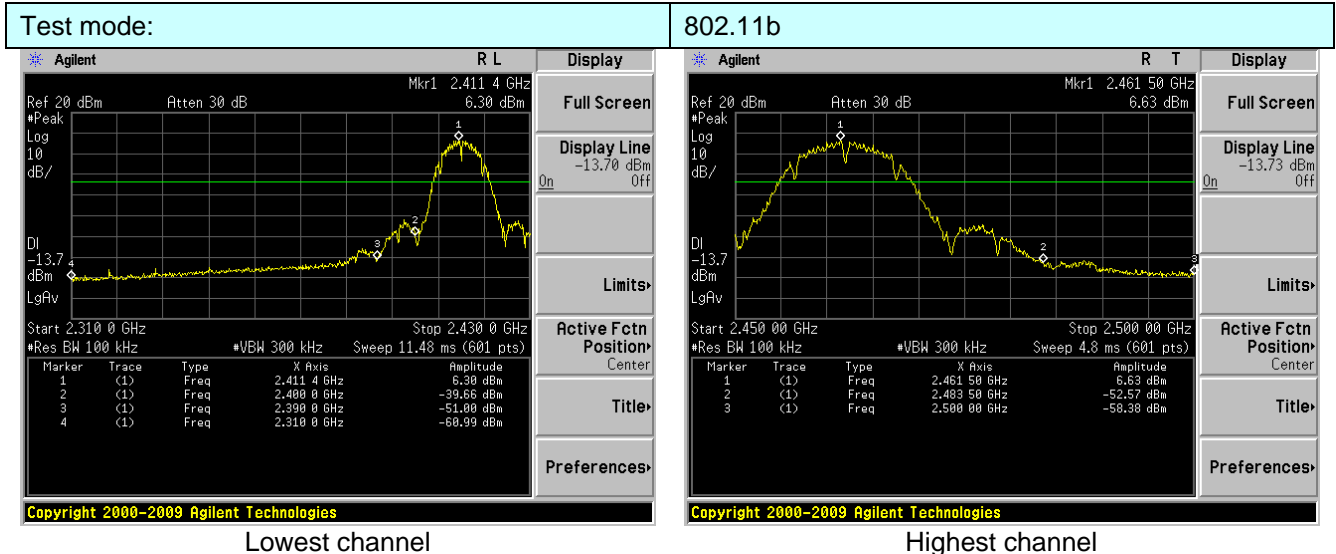 Test mode: 802.11b
Agilent R L Display
Mkr1 2.411 4 GHz
Ref 20 dBm Atten 30 dB 6.30 dBm
#Peak
Log
10
dB/
1
2
3
4
DI
-13.7
dBm
LgAv
Start 2.310 0 GHz Stop 2.430 0 GHz
#Res BW 100 kHz #VBW 300 kHz Sweep 11.48 ms (601 pts)
Marker Trace Type X Axis Amplitude
1 (1) Freq 2.411 4 GHz 6.30 dBm
2 (1) Freq 2.400 0 GHz -39.66 dBm
3 (1) Freq 2.390 0 GHz -51.00 dBm
4 (1) Freq 2.310 0 GHz -60.99 dBm
Full Screen
Display Line
-13.70 dBm
On Off
Limits
Active Fctn
Position
Center
Title
Preferences
Copyright 2000-2009 Agilent Technologies
Lowest channel
Agilent R T Display
Mkr1 2.461 50 GHz
Ref 20 dBm Atten 30 dB 6.63 dBm
#Peak
Log
10
dB/
1
2
3
DI
-13.7
dBm
LgAv
Start 2.450 00 GHz Stop 2.500 00 GHz
#Res BW 100 kHz #VBW 300 kHz Sweep 4.8 ms (601 pts)
Marker Trace Type X Axis Amplitude
1 (1) Freq 2.461 50 GHz 6.63 dBm
2 (1) Freq 2.483 50 GHz -52.57 dBm
3 (1) Freq 2.500 00 GHz -58.38 dBm
Full Screen
Display Line
-13.73 dBm
On Off
Limits
Active Fctn
Position
Center
Title
Preferences
Copyright 2000-2009 Agilent Technologies
Highest channel